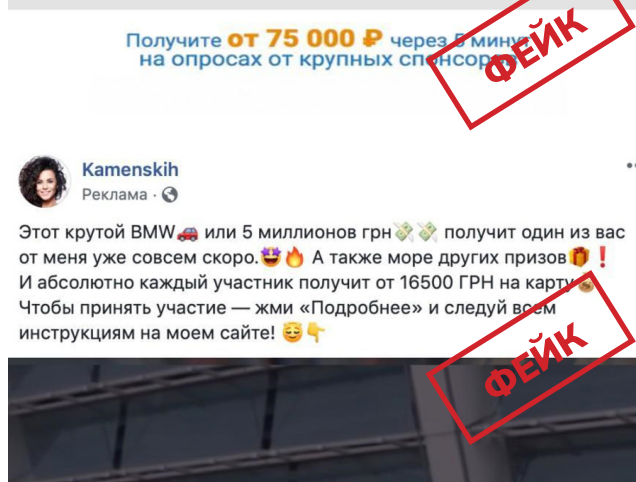 Получите от 75 000 ₽ через 5 минут
на опросах от крупных спонсоров
ФЕЙК
Kamenskih
Реклама ·
Этот крутой BMW🚗 или 5 миллионов грн💸💸 получит один из вас
от меня уже совсем скоро.🤩🔥 А также море других призов🎁❗
И абсолютно каждый участник получит от 16500 ГРН на карту💰
Чтобы принять участие — жми «Подробнее» и следуй всем
инструкциям на моем сайте! 😇👇
ФЕЙК